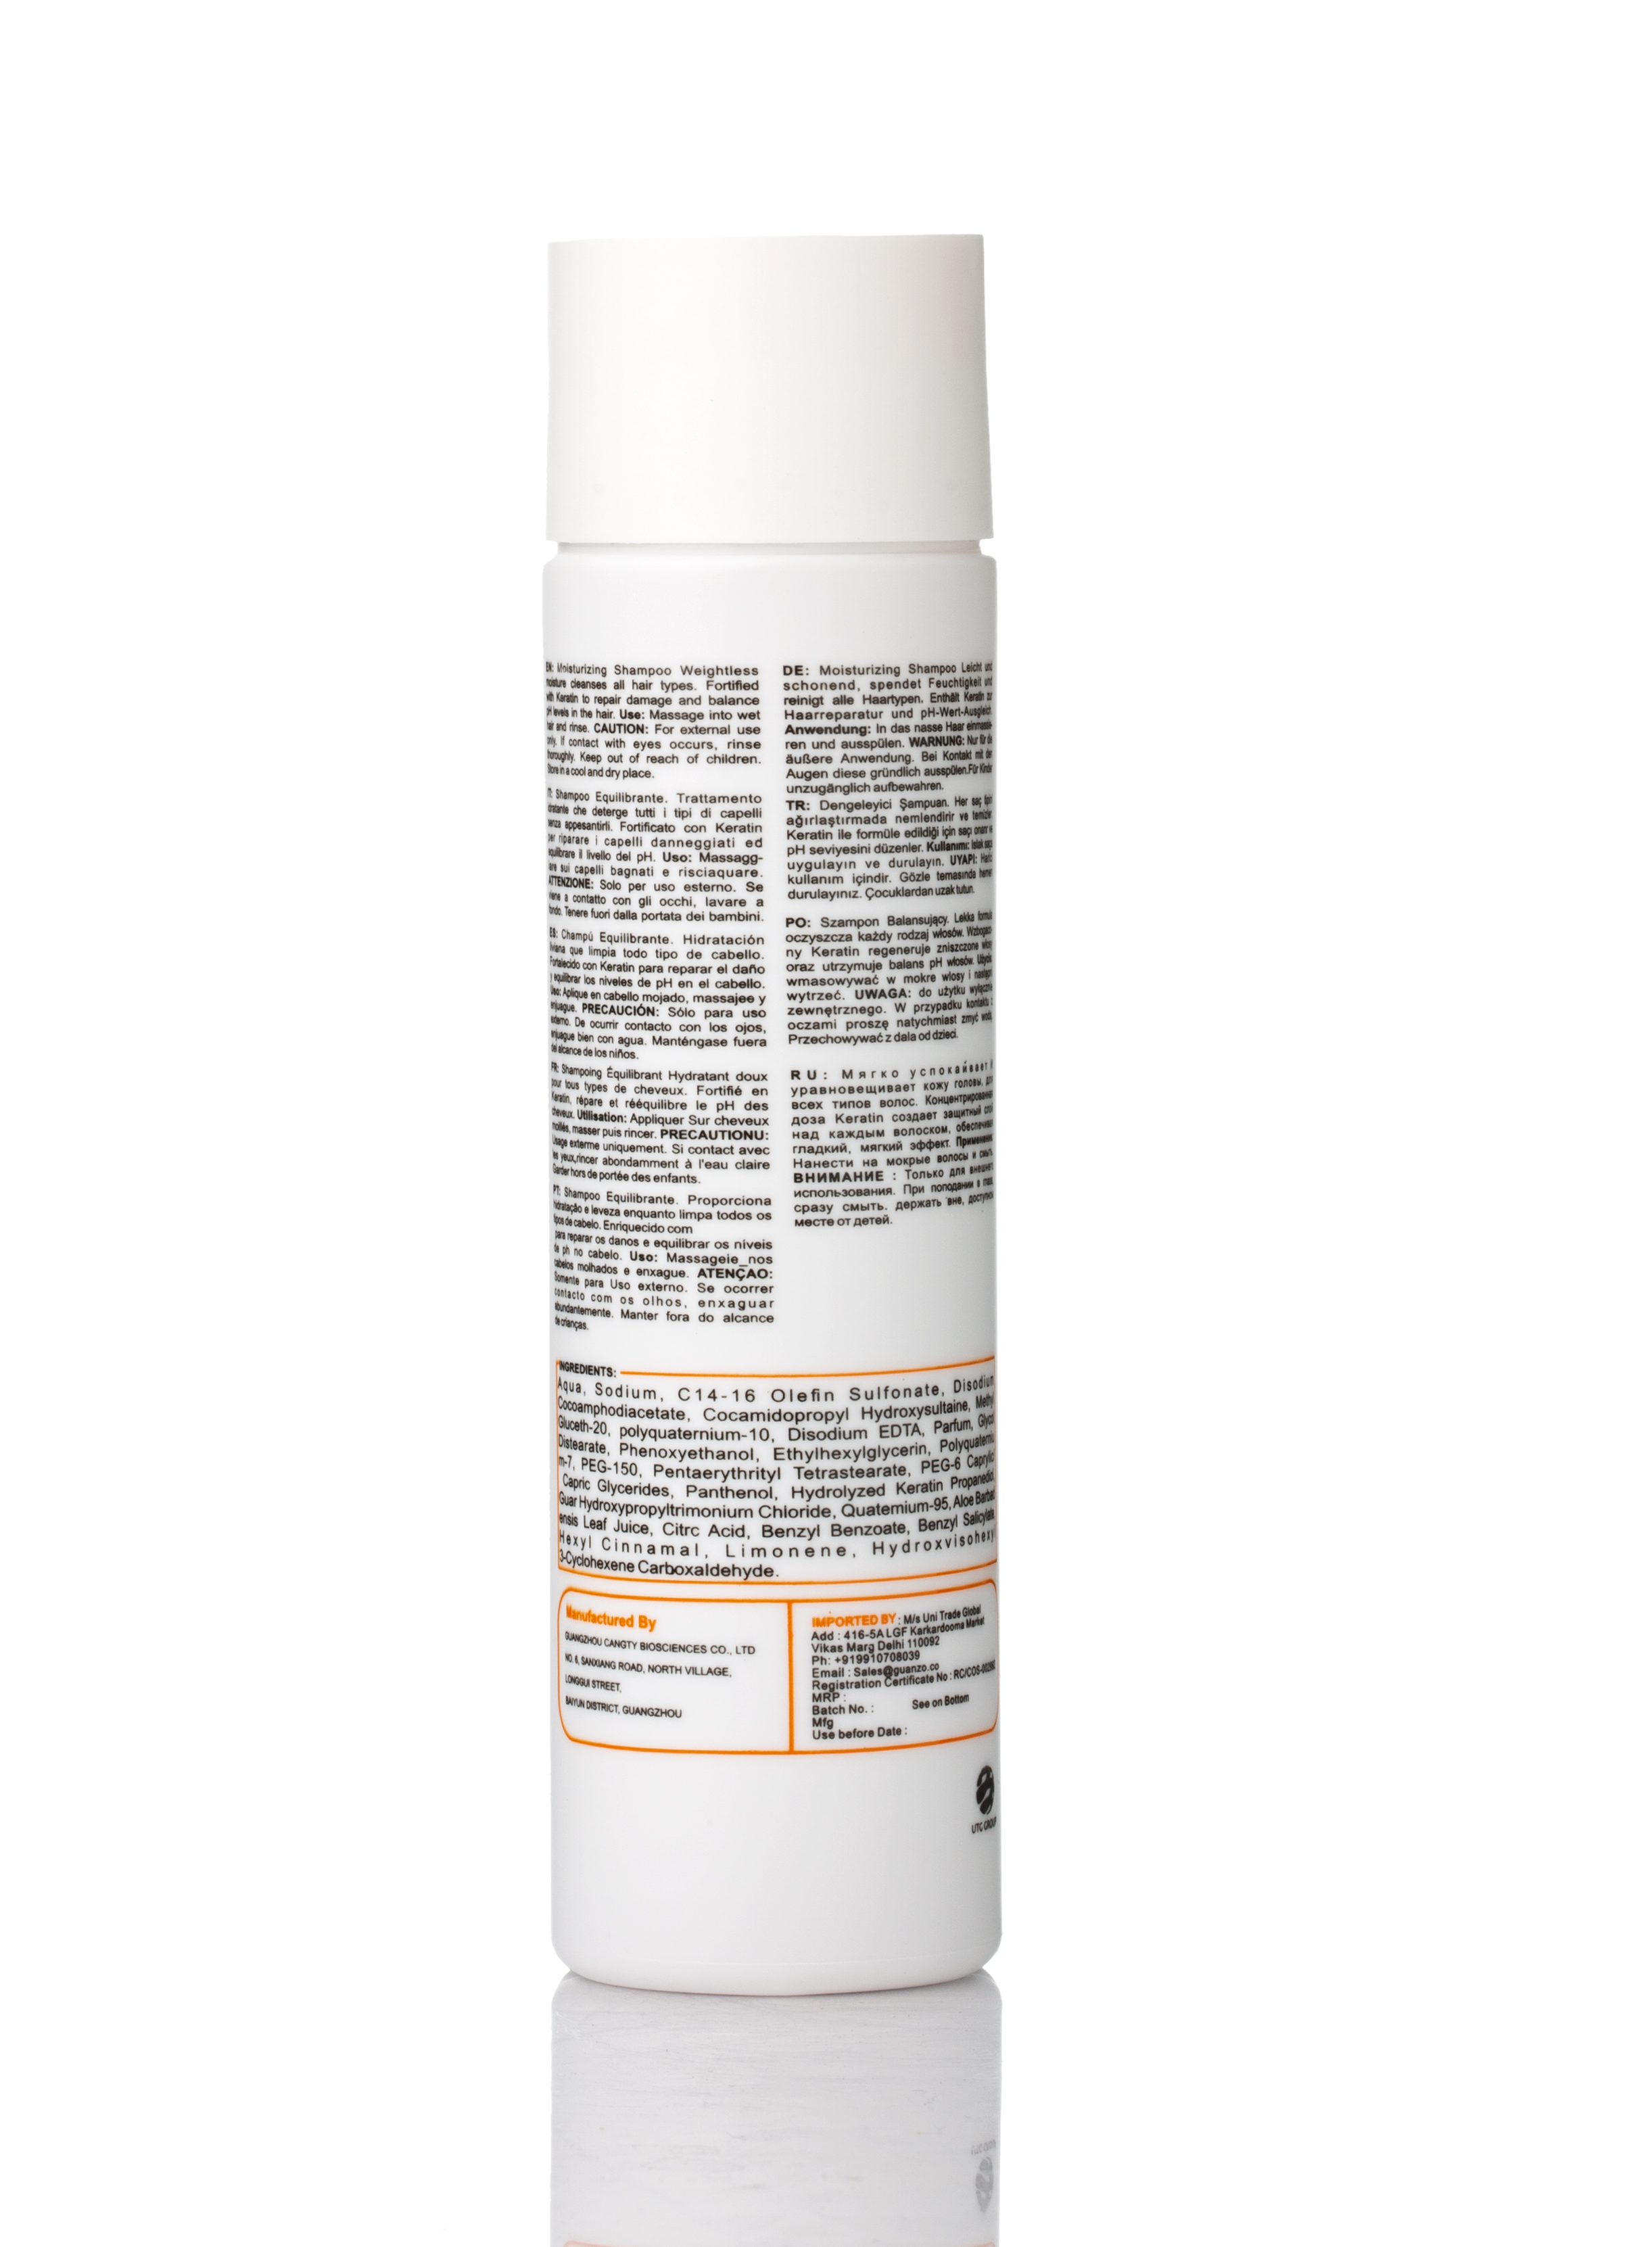 EN: Moisturizing Shampoo Weightless
moisture cleanses all hair types. Fortified
with Keratin to repair damage and balance
pH levels in the hair. Use: Massage into wet
hair and rinse. CAUTION: For external use
only. If contact with eyes occurs, rinse
thoroughly. Keep out of reach of children.
Store in a cool and dry place.
IT: Shampoo Equilibrante. Trattamento
idratante che deterge tutti i tipi di capelli
senza appesantirli. Fortificato con Keratin
per riparare i capelli danneggiati ed
equilibrare il livello del pH. Uso: Massagg-
iare sui capelli bagnati e risciaquare.
ATTENZIONE: Solo per uso esterno. Se
viene a contatto con gli occhi, lavare a
fondo. Tenere fuori dalla portata dei bambini.
ES: Champú Equilibrante. Hidratación
liviana que limpia todo tipo de cabello.
Fortalecido con Keratin para reparar el daño
y equilibrar los niveles de pH en el cabello.
Uso: Aplique en cabello mojado, massajee y
enjuague. PRECAUCIÓN: Sólo para uso
externo. De ocurrir contacto con los ojos,
enjuague bien con agua. Manténgase fuera
del alcance de los niños.
FR: Shampoing Équilibrant Hydratant doux
pour tous types de cheveux. Fortifié en
Keratin, répare et rééquilibre le pH des
cheveux. Utilisation: Appliquer Sur cheveux
mollés, masser puis rincer. PRECAUTIONU:
Usage externe uniquement. Si contact avec
les yeux,rincer abondamment à l'eau claire
Garder hors de portée des enfants.
PT: Shampoo Equilibrante. Proporciona
hidratação e leveza enquanto limpa todos os
tipos de cabelo. Enriquecido com
para reparar os danos e equilibrar os níveis
de ph no cabelo. Uso: Massageie_nos
cabelos molhados e enxague. ATENÇAO:
Somente para Uso externo. Se ocorrer
contacto com os olhos, enxaguar
abundantemente. Manter fora do alcance
de crianças.
DE: Moisturizing Shampoo Leicht und
schonend, spendet Feuchtigkeit und
reinigt alle Haartypen. Enthält Keratin zur
Haarreparatur und pH-Wert-Ausgleich.
Anwendung: In das nasse Haar einmassie-
ren und ausspülen. WARNUNG: Nur für die
äußere Anwendung. Bei Kontakt mit den
Augen diese gründlich ausspülen.Für Kinder
unzugänglich aufbewahren.
TR: Dengeleyici Şampuan. Her saç tipini
ağırlaştırmada nemlendirir ve temizler.
Keratin ile formüle edildiği için saçı onarır ve
pH seviyesini düzenler. Kullanımı: Islak saça
uygulayın ve durulayın. UYAPI: Harici
kullanım içindir. Gözle temasında hemen
durulayınız. Çocuklardan uzak tutun.
PO: Szampon Balansujący. Lekka formuła
oczyszcza każdy rodzaj włosów. Wzbogaco-
ny Keratin regeneruje zniszczone włosy
oraz utrzymuje balans pH włosów. Użycie:
wmasowywać w mokre włosy i następnie
wytrzeć. UWAGA: do użytku wyłącznie
zewnętrznego. W przypadku kontaktu z
oczami proszę natychmiast zmyć wodą.
Przechowywać z dala od dzieci.
RU: Мягко успокайвает и
уравновещивает кожу головы, для
всех типов волос. Концентрированная
доза Keratin создает защитный слой
над каждым волоском, обеспечивая
гладкий, мягкий эффект. Применение:
Нанести на мокрые волосы и смыть.
ВНИМАНИЕ : Только для внешнего
использования. При поподании в глаза,
сразу смыть. держать вне, доступном
месте от детей.
INGREDIENTS:
Aqua, Sodium, C14-16 Olefin Sulfonate, Disodium
Cocoamphodiacetate, Cocamidopropyl Hydroxysultaine, Methyl
Gluceth-20, polyquaternium-10, Disodium EDTA, Parfum, Glycol
Distearate, Phenoxyethanol, Ethylhexylglycerin, Polyquaterniu
m-7, PEG-150, Pentaerythrityl Tetrastearate, PEG-6 Caprylic/
Capric Glycerides, Panthenol, Hydrolyzed Keratin Propanediol,
Guar Hydroxypropyltrimonium Chloride, Quaternium-95, Aloe Barbad
ensis Leaf Juice, Citrc Acid, Benzyl Benzoate, Benzyl Salicylate,
Hexyl Cinnamal, Limonene, Hydroxvisohexyl
3-Cyclohexene Carboxaldehyde.
Manufactured By
GUANGZHOU CANGTY BIOSCIENCES CO., LTD
NO. 6, SANXIANG ROAD, NORTH VILLAGE,
LONGGUI STREET,
BAIYUN DISTRICT, GUANGZHOU
IMPORTED BY : M/s Uni Trade Global
Add : 416-5A LGF Karkardooma Market
Vikas Marg Delhi 110092
Ph: +919910708039
Email : Sales@guanzo.co
Registration Certificate No : RC/COS-
MRP :
Batch No. : See on Bottom
Mfg
Use before Date :
UTC GROUP